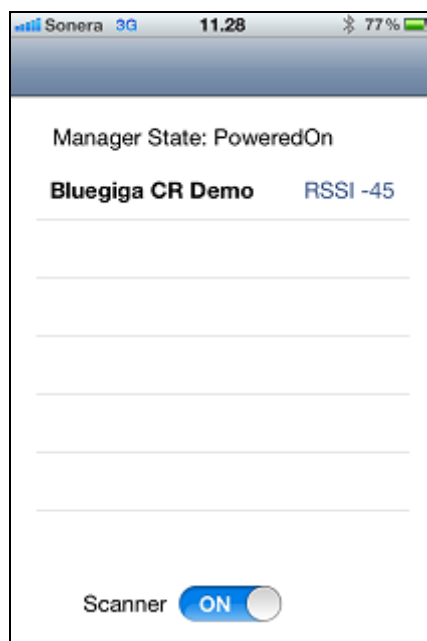 Sonera 3G 11.28 77%
Manager State: PoweredOn
Bluegiga CR Demo RSSI -45
Scanner ON